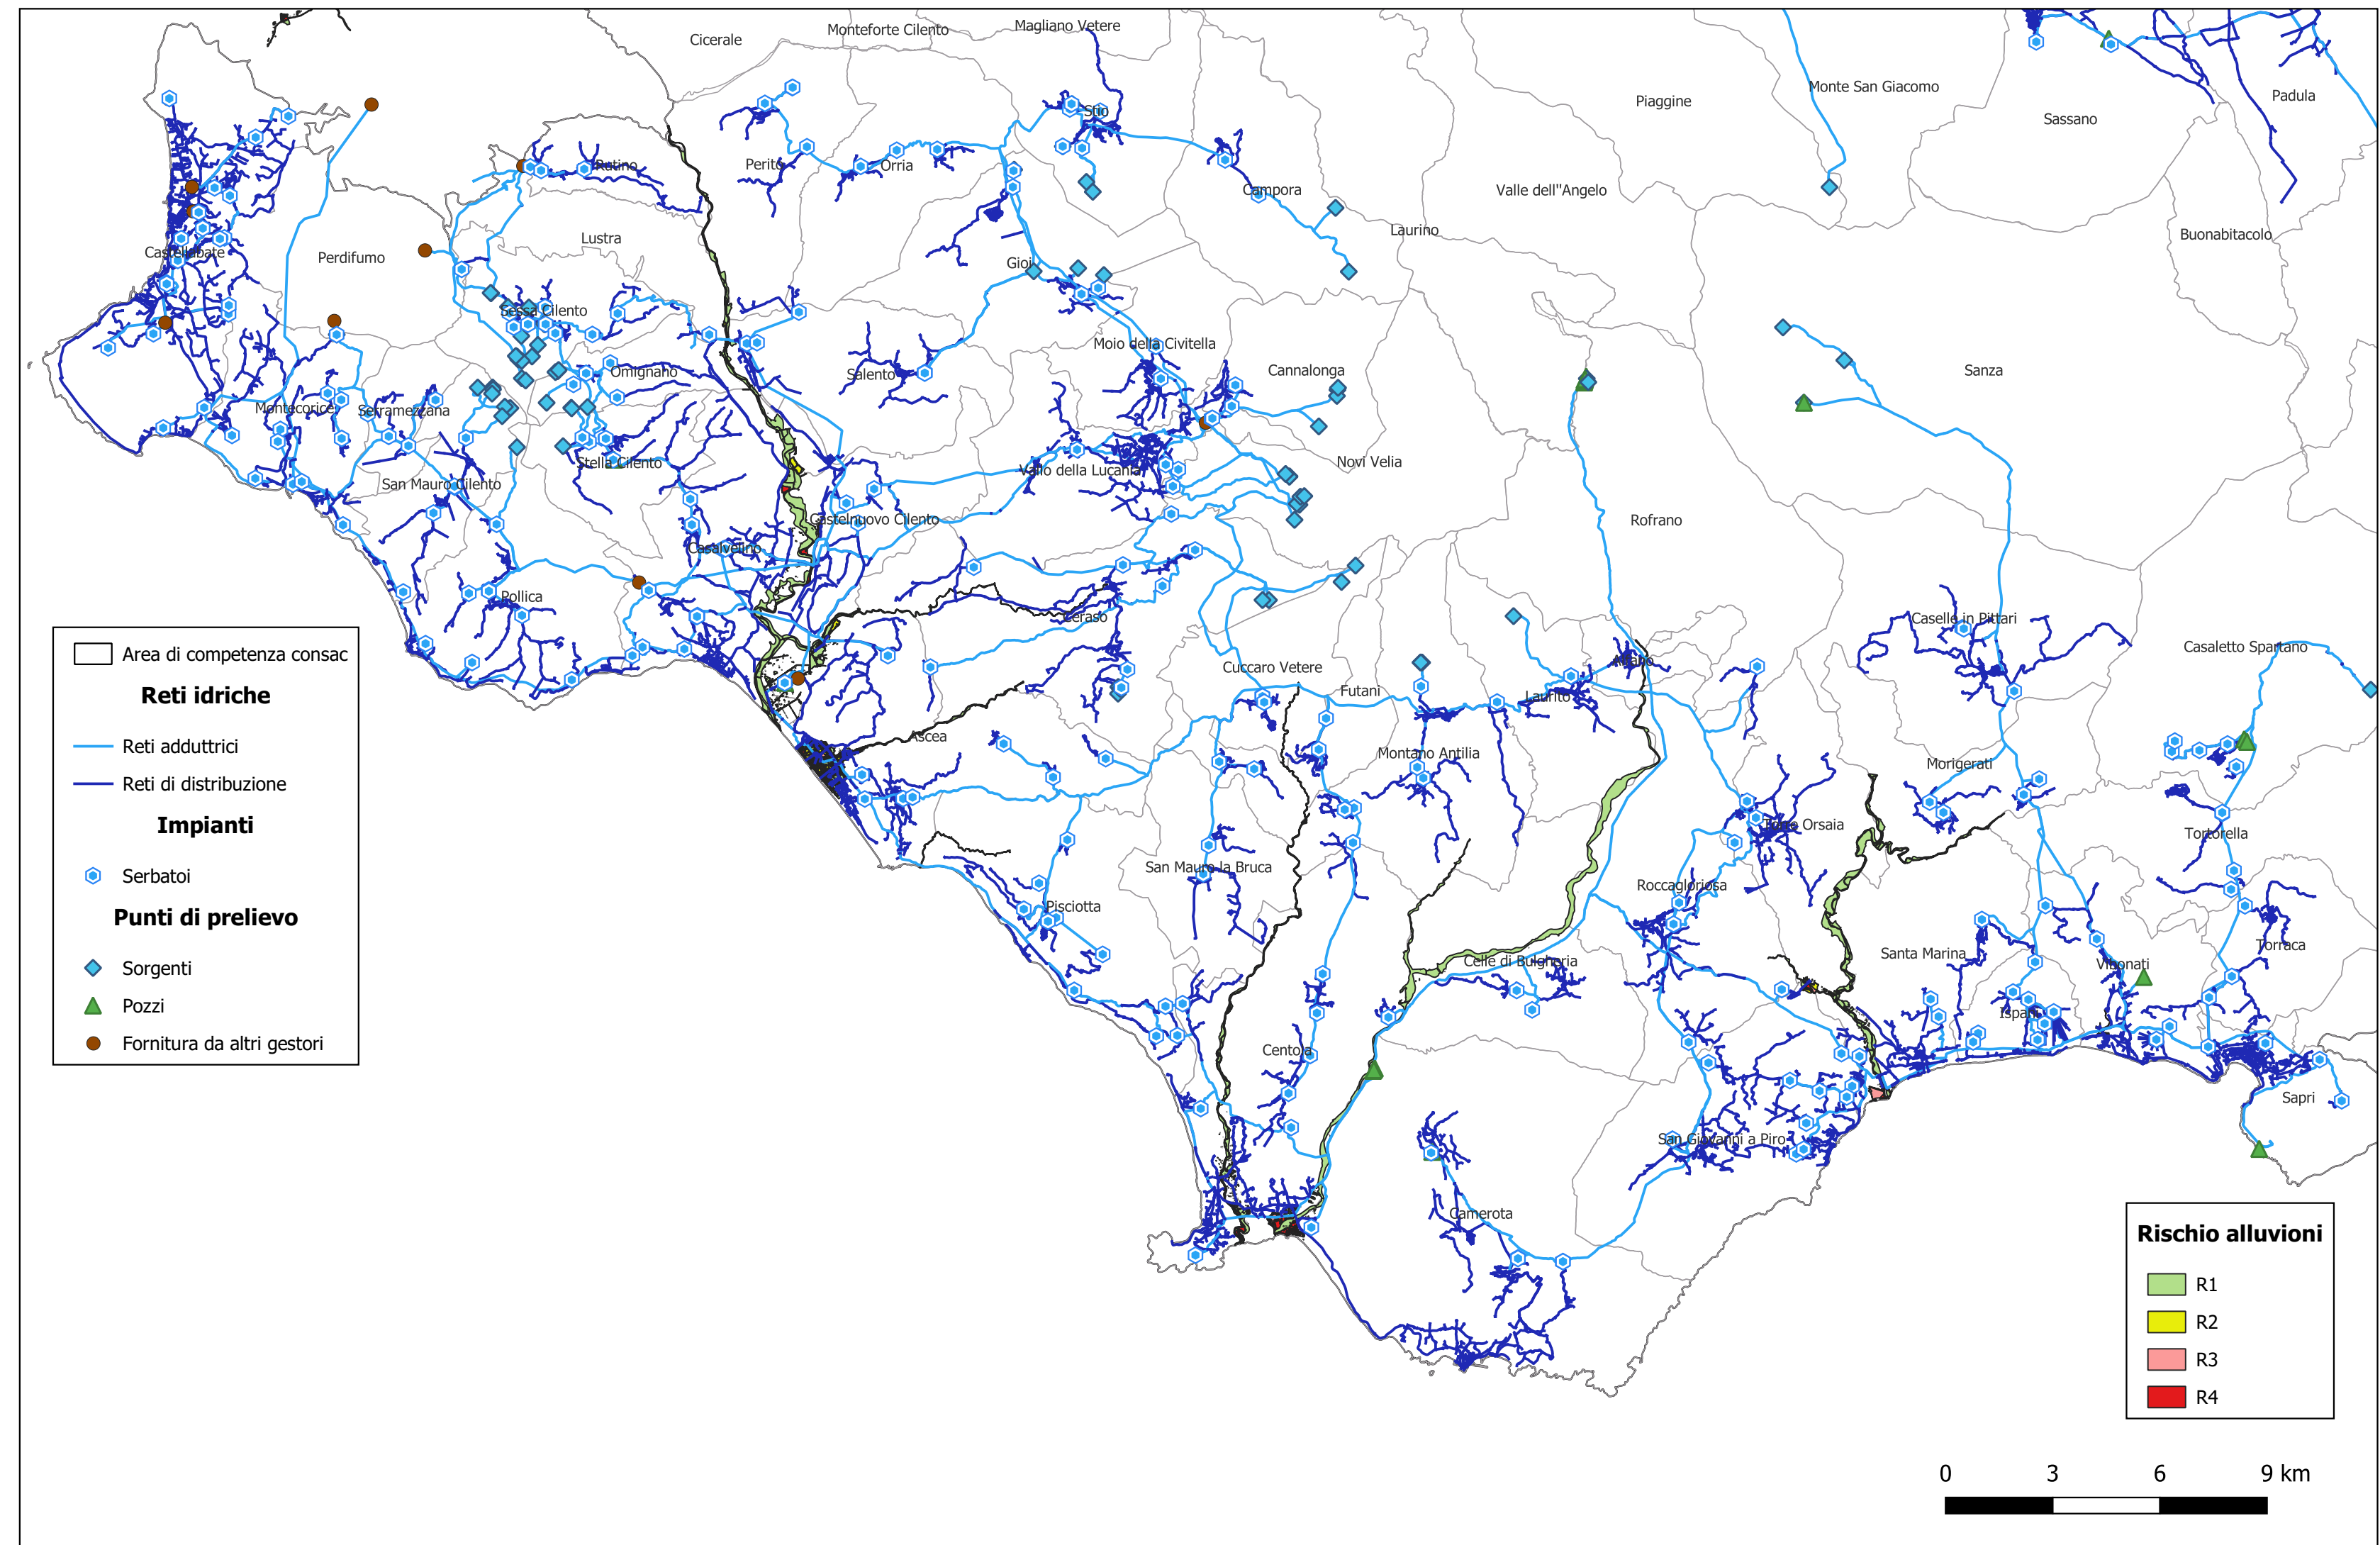 Cicerale
Monteforte Cilento
Magliano Vetere
Monte San Giacomo
Padula
Piaggine
Sassano
Stio
Rutino
Perito
Orria
Campora
Valle dell"Angelo
Laurino
Buonabitacolo
Lustra
Castellabate
Perdifumo
Gioi
Sessa Cilento
Moio della Civitella
Cannalonga
Sanza
Salento
Omignano
Montecorice
Serramezzana
Stella Cilento
Novi Velia
Vallo della Lucania
San Mauro Cilento
Castelnuovo Cilento
Rofrano
Casalvelino
Pollica
Ceraso
Caselle in Pittari
Casaletto Spartano
Cuccaro Vetere
Futani
Alfano
Laurito
Ascea
Montano Antilia
Morigerati
Torre Orsaia
Tortorella
San Mauro la Bruca
Roccagloriosa
Pisciotta
Torraca
Santa Marina
Celle di Bulgheria
Vibonati
Ispani
Centola
Sapri
San Giovanni a Piro
Camerota
Area di competenza consac
Reti idriche
Reti adduttrici
Reti di distribuzione
Impianti
Serbatoi
Punti di prelievo
Sorgenti
Pozzi
Fornitura da altri gestori
Rischio alluvioni
R1
R2
R3
R4
0 3 6 9 km